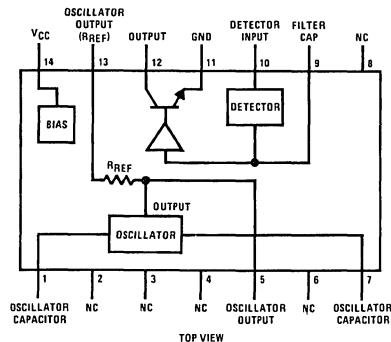 VCC
OSCILLATOR
OUTPUT
(RREF)
OUTPUT
GND
DETECTOR
INPUT
FILTER
CAP
NC
14
13
12
11
10
9
8
BIAS
DETECTOR
RREF
OUTPUT
OSCILLATOR
1
2
3
4
5
6
7
OSCILLATOR
CAPACITOR
NC
NC
NC
OSCILLATOR
OUTPUT
NC
OSCILLATOR
CAPACITOR
TOP VIEW